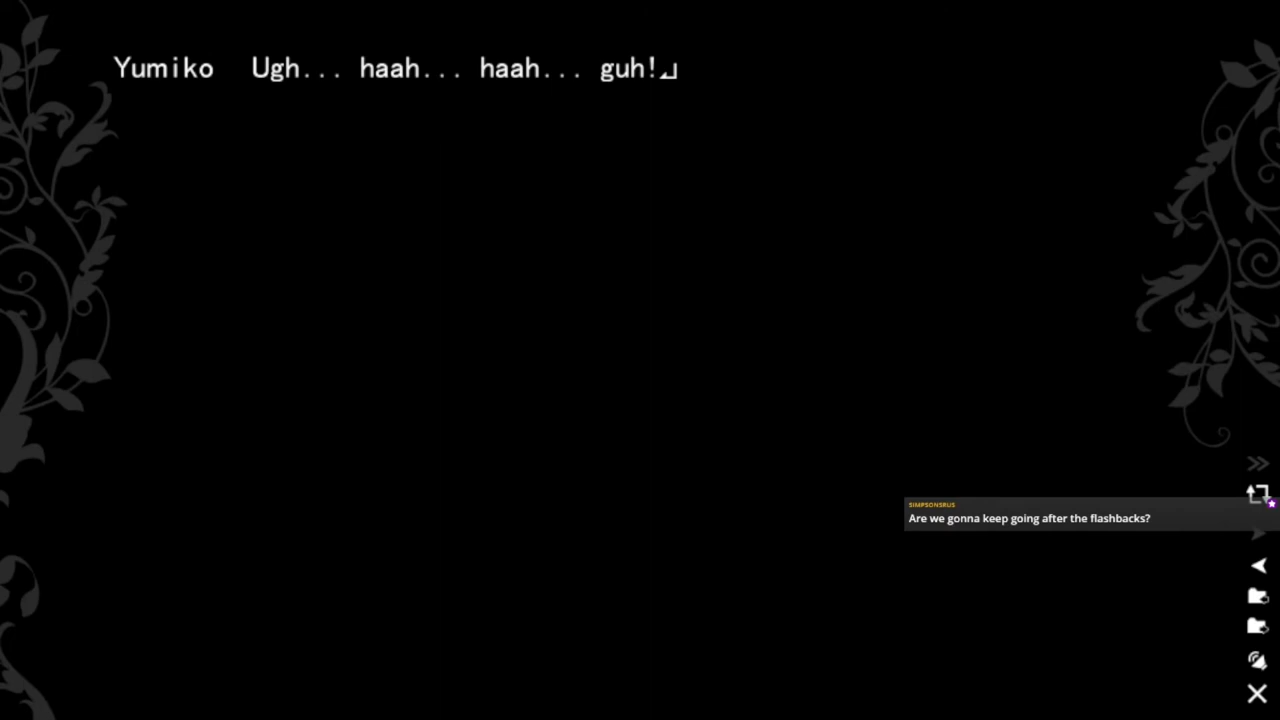 Yumiko Ugh... haah... haah... guh!
SIMPSONSRUS
Are we gonna keep going after the flashbacks?